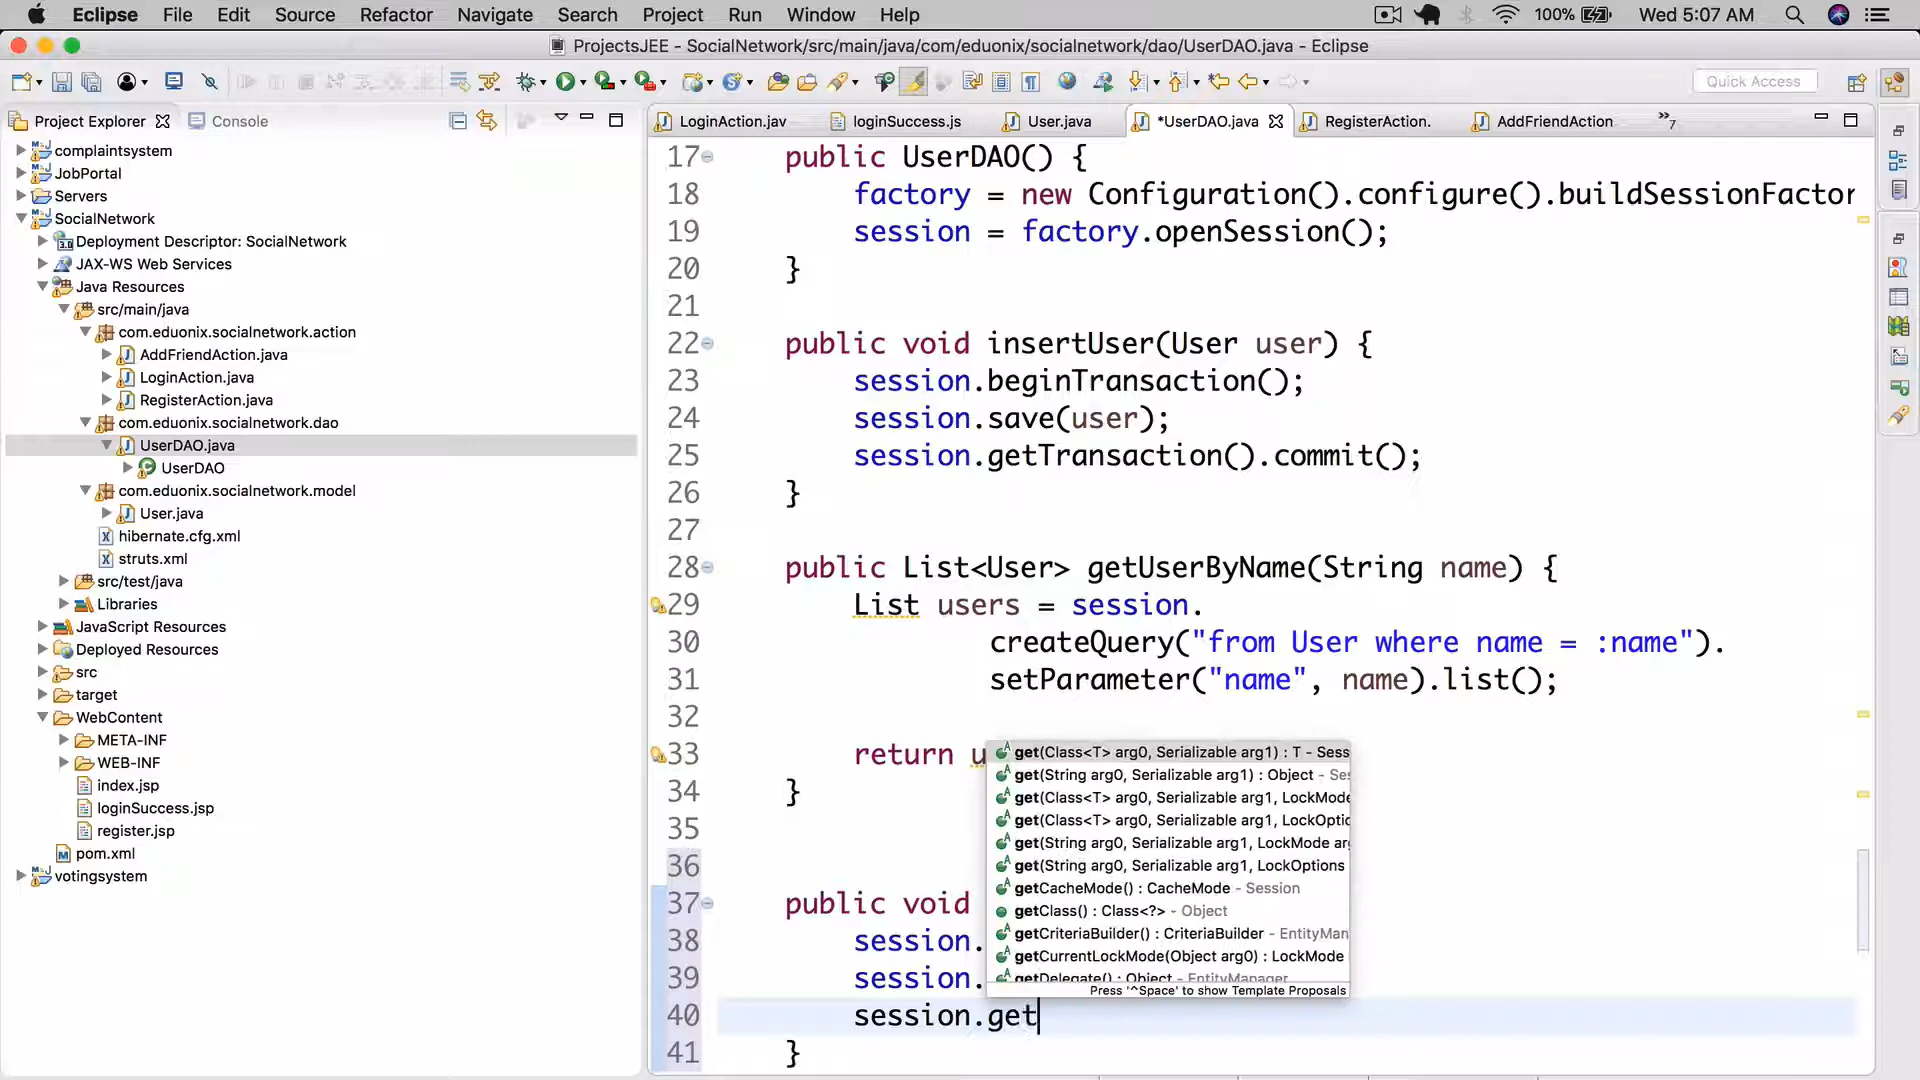 Eclipse File Edit Source Refactor Navigate Search Project Run Window Help 100% Wed 5:07 AM
ProjectsJEE - SocialNetwork/src/main/java/com/eduonix/socialnetwork/dao/UserDAO.java - Eclipse
Quick Access
Project Explorer Console
LoginAction.jav loginSuccess.js User.java *UserDAO.java RegisterAction. AddFriendAction »7
complaintsystem
JobPortal
Servers
SocialNetwork
Deployment Descriptor: SocialNetwork
JAX-WS Web Services
Java Resources
src/main/java
com.eduonix.socialnetwork.action
AddFriendAction.java
LoginAction.java
RegisterAction.java
com.eduonix.socialnetwork.dao
UserDAO.java
UserDAO
com.eduonix.socialnetwork.model
User.java
hibernate.cfg.xml
struts.xml
src/test/java
Libraries
JavaScript Resources
Deployed Resources
src
target
WebContent
META-INF
WEB-INF
index.jsp
loginSuccess.jsp
register.jsp
pom.xml
votingsystem
17 public UserDAO() {
18 factory = new Configuration().configure().buildSessionFactor
19 session = factory.openSession();
20 }
21
22 public void insertUser(User user) {
23 session.beginTransaction();
24 session.save(user);
25 session.getTransaction().commit();
26 }
27
28 public List<User> getUserByName(String name) {
29 List users = session.
30 createQuery("from User where name = :name").
31 setParameter("name", name).list();
32
33 return u
34 }
35
36
37 public void
38 session.
39 session.
40 session.get
41 }
get(Class<T> arg0, Serializable arg1) : T - Sess
get(String arg0, Serializable arg1) : Object - Se
get(Class<T> arg0, Serializable arg1, LockMode
get(Class<T> arg0, Serializable arg1, LockOptic
get(String arg0, Serializable arg1, LockMode ar
get(String arg0, Serializable arg1, LockOptions
getCacheMode() : CacheMode - Session
getClass() : Class<?> - Object
getCriteriaBuilder() : CriteriaBuilder - EntityMan
getCurrentLockMode(Object arg0) : LockMode
getDelegate() : Object - EntityManager
Press '^Space' to show Template Proposals